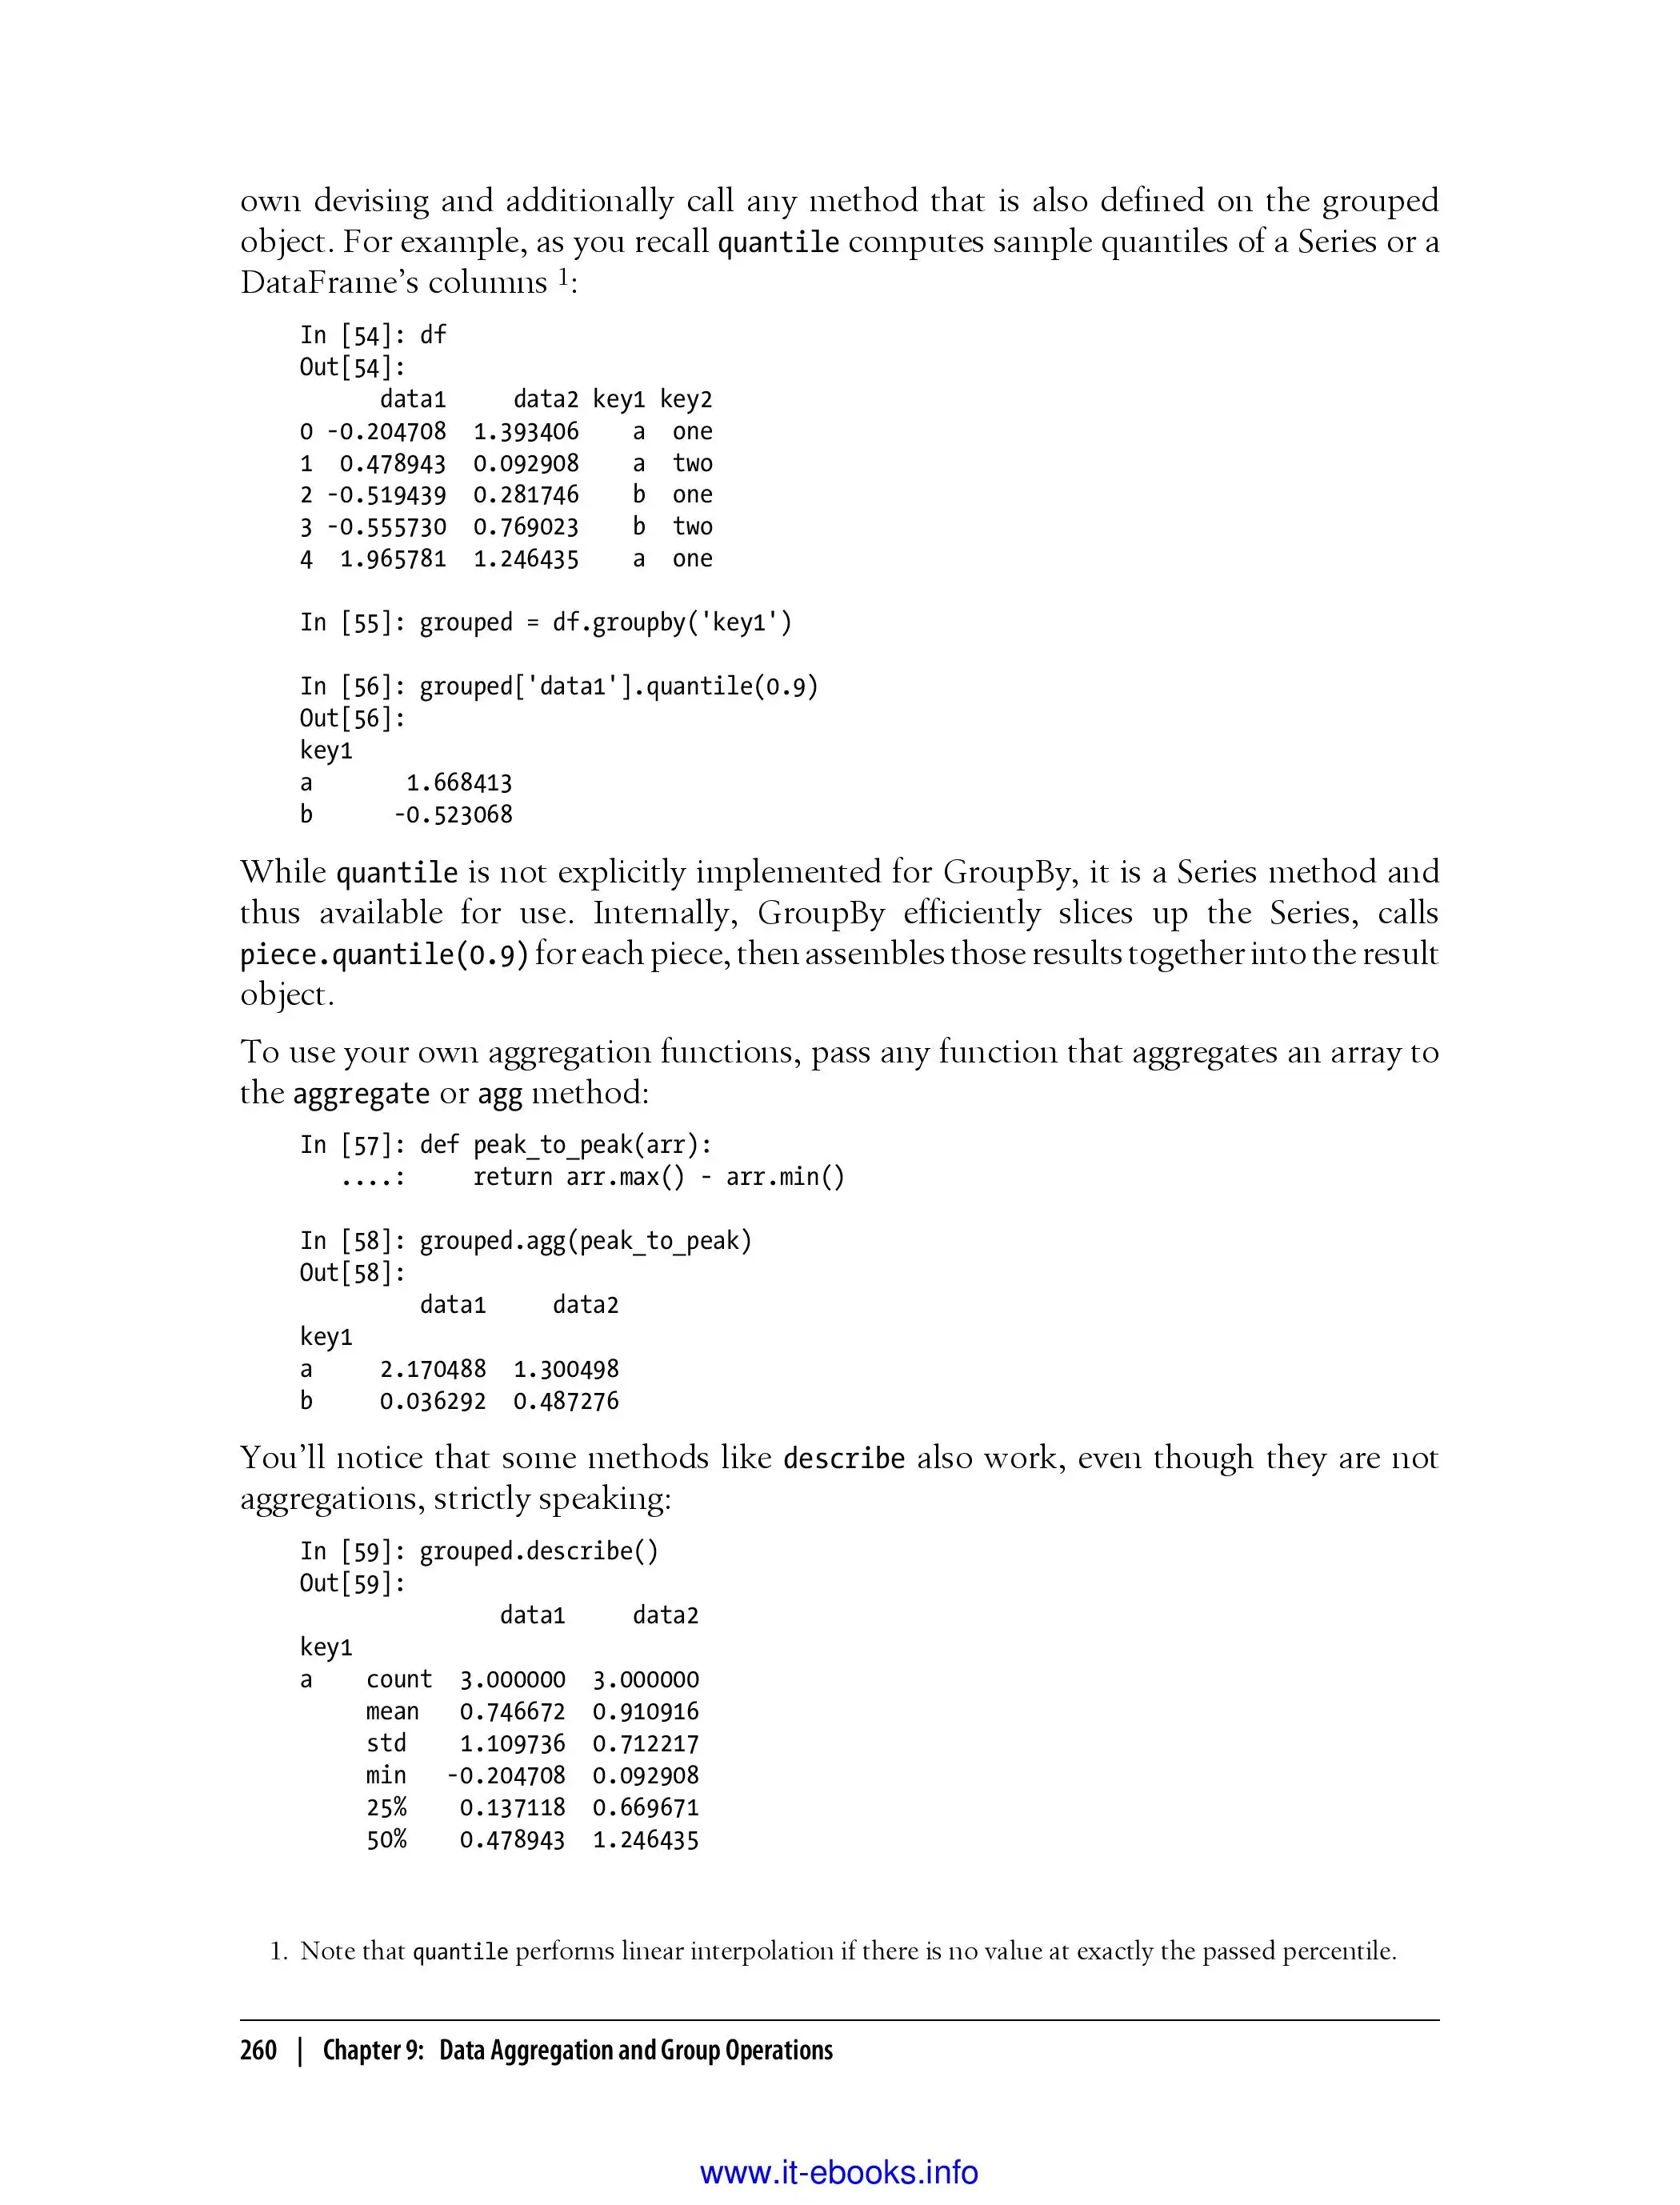 own devising and additionally call any method that is also defined on the grouped
object. For example, as you recall quantile computes sample quantiles of a Series or a
DataFrame’s columns 1:
In [54]: df
Out[54]:
      data1     data2 key1 key2
0 -0.204708  1.393406    a  one
1  0.478943  0.092908    a  two
2 -0.519439  0.281746    b  one
3 -0.555730  0.769023    b  two
4  1.965781  1.246435    a  one
In [55]: grouped = df.groupby('key1')
In [56]: grouped['data1'].quantile(0.9)
Out[56]:
key1
a       1.668413
b      -0.523068
While quantile is not explicitly implemented for GroupBy, it is a Series method and
thus available for use. Internally, GroupBy efficiently slices up the Series, calls
piece.quantile(0.9) for each piece, then assembles those results together into the result
object.
To use your own aggregation functions, pass any function that aggregates an array to
the aggregate or agg method:
In [57]: def peak_to_peak(arr):
   ....:     return arr.max() - arr.min()
In [58]: grouped.agg(peak_to_peak)
Out[58]:
         data1     data2
key1
a     2.170488  1.300498
b     0.036292  0.487276
You’ll notice that some methods like describe also work, even though they are not
aggregations, strictly speaking:
In [59]: grouped.describe()
Out[59]:
               data1     data2
key1
a    count  3.000000  3.000000
     mean   0.746672  0.910916
     std    1.109736  0.712217
     min   -0.204708  0.092908
     25%    0.137118  0.669671
     50%    0.478943  1.246435
1. Note that quantile performs linear interpolation if there is no value at exactly the passed percentile.
260 | Chapter 9: Data Aggregation and Group Operations
www.it-ebooks.info